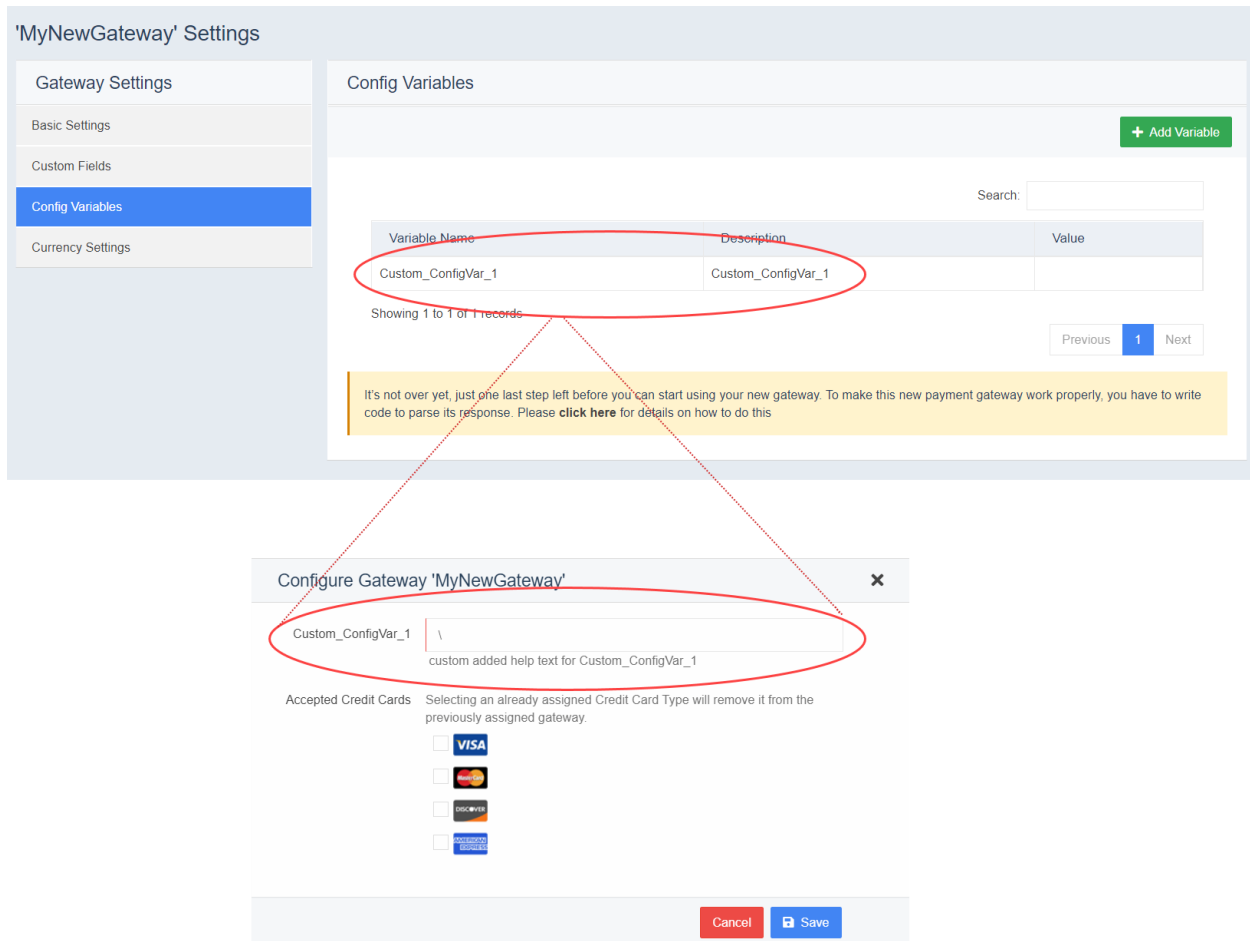 'MyNewGateway' Settings
Gateway Settings
Basic Settings
Custom Fields
Config Variables
Currency Settings
Config Variables
Add Variable
Search:
Variable Name Description Value
Custom_ConfigVar_1 Custom_ConfigVar_1
Showing 1 to 1 of 1 records
Previous 1 Next
It's not over yet, just one last step left before you can start using your new gateway. To make this new payment gateway work properly, you have to write
code to parse its response. Please click here for details on how to do this
Configure Gateway 'MyNewGateway'
Custom_ConfigVar_1 \
custom added help text for Custom_ConfigVar_1
Accepted Credit Cards Selecting an already assigned Credit Card Type will remove it from the
previously assigned gateway.
VISA
MasterCard
DISCOVER
AMERICAN
EXPRESS
Cancel Save